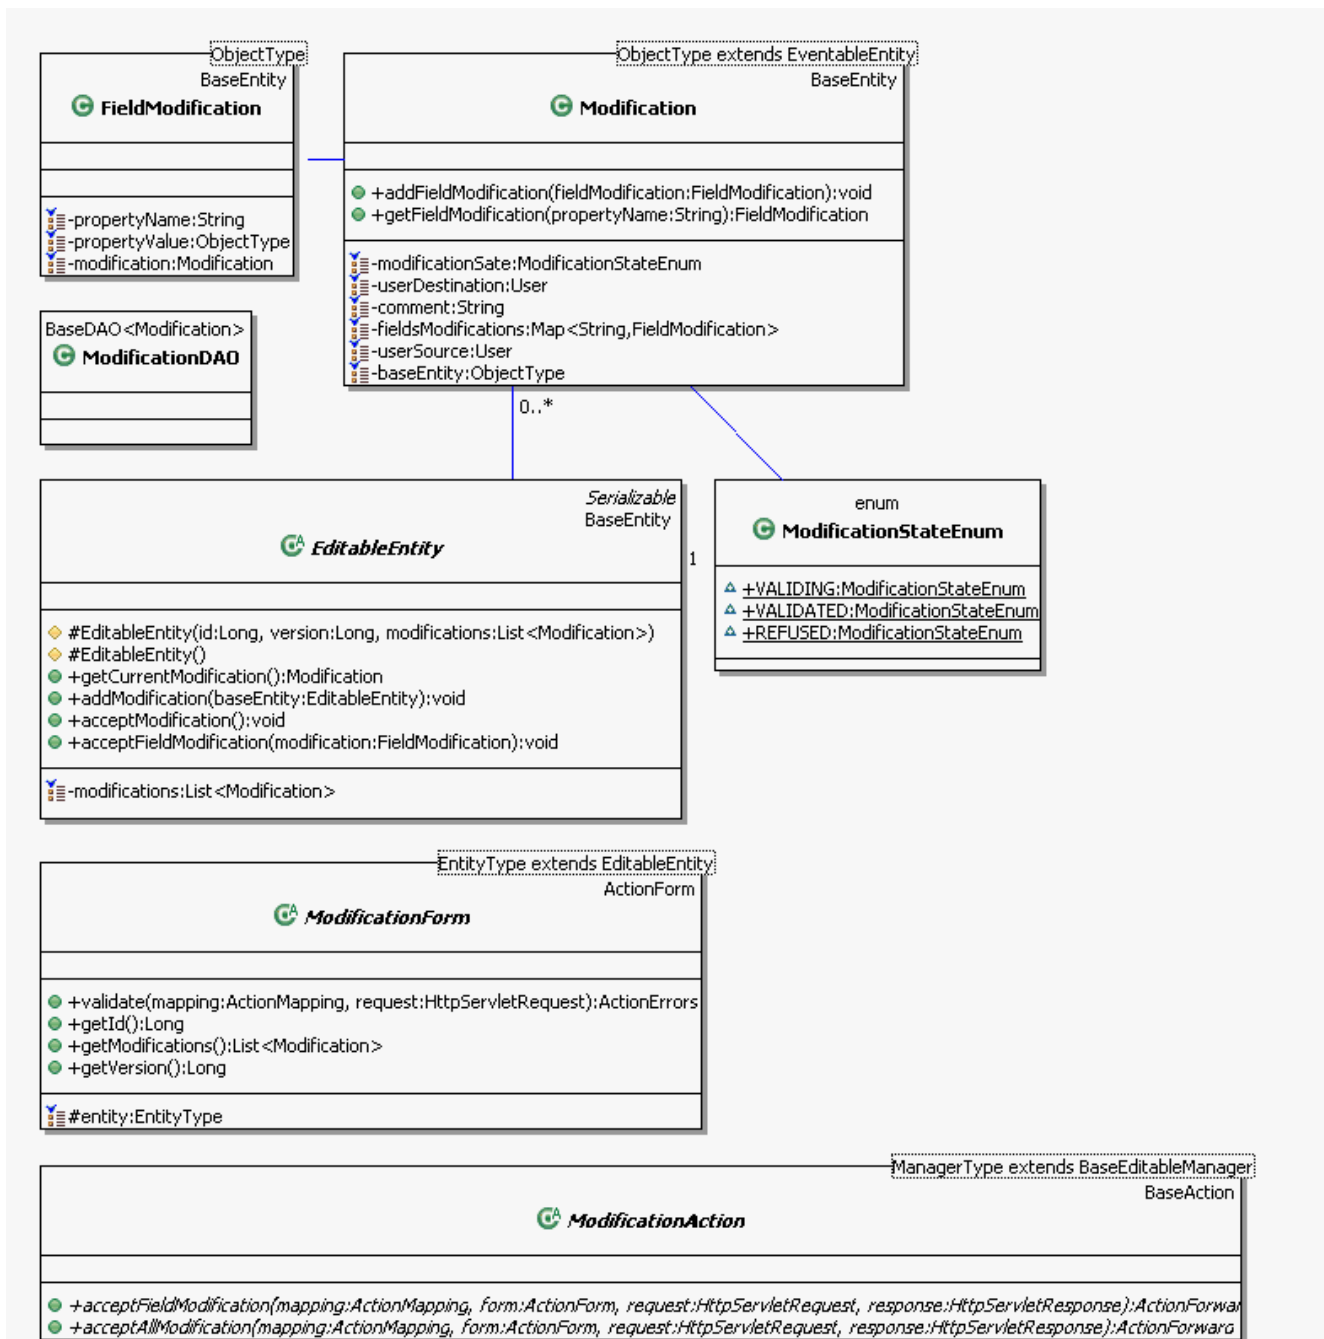 ObjectType
BaseEntity
FieldModification
-propertyName:String
-propertyValue:ObjectType
-modification:Modification
ObjectType extends EventableEntity
BaseEntity
Modification
+addFieldModification(fieldModification:FieldModification):void
+getFieldModification(propertyName:String):FieldModification
-modificationSate:ModificationStateEnum
-userDestination:User
-comment:String
-fieldsModifications:Map<String,FieldModification>
-userSource:User
-baseEntity:ObjectType
BaseDAO<Modification>
ModificationDAO
0..*
Serializable
BaseEntity
EditableEntity
#EditableEntity(id:Long, version:Long, modifications:List<Modification>)
#EditableEntity()
+getCurrentModification():Modification
+addModification(baseEntity:EditableEntity):void
+acceptModification():void
+acceptFieldModification(modification:FieldModification):void
-modifications:List<Modification>
1
enum
ModificationStateEnum
+VALIDING:ModificationStateEnum
+VALIDATED:ModificationStateEnum
+REFUSED:ModificationStateEnum
EntityType extends EditableEntity
ActionForm
ModificationForm
+validate(mapping:ActionMapping, request:HttpServletRequest):ActionErrors
+getId():Long
+getModifications():List<Modification>
+getVersion():Long
#entity:EntityType
ManagerType extends BaseEditableManager
BaseAction
ModificationAction
+acceptFieldModification(mapping:ActionMapping, form:ActionForm, request:HttpServletRequest, response:HttpServletResponse):ActionForwar
+acceptAllModification(mapping:ActionMapping, form:ActionForm, request:HttpServletRequest, response:HttpServletResponse):ActionForward